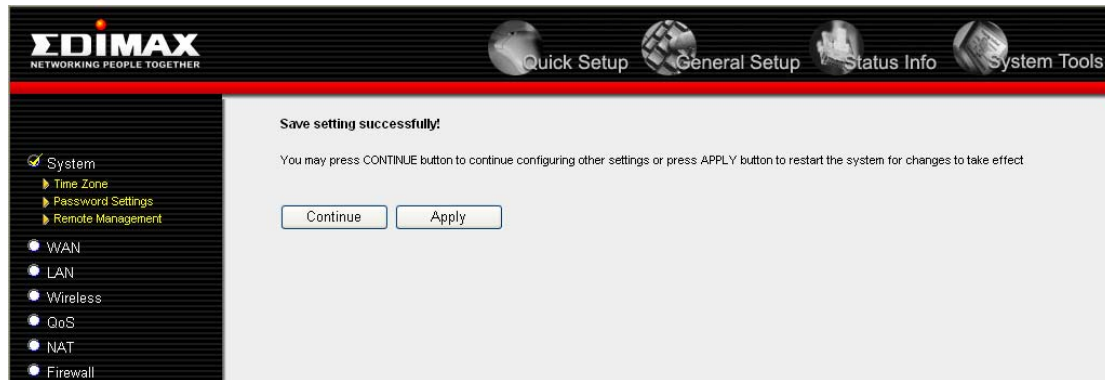 EDIMAX
NETWORKING PEOPLE TOGETHER
Quick Setup
General Setup
Status Info
System Tools
System
Time Zone
Password Settings
Remote Management
WAN
LAN
Wireless
QoS
NAT
Firewall
Save setting successfully!
You may press CONTINUE button to continue configuring other settings or press APPLY button to restart the system for changes to take effect
Continue
Apply